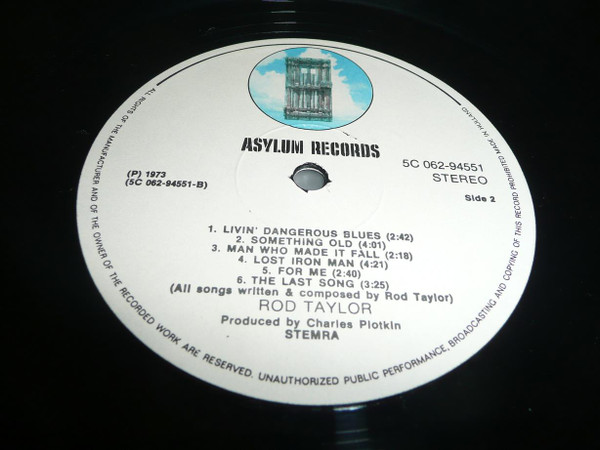 ASYLUM RECORDS
5C 062-94551
STEREO
Side 2
(P) 1973
(5C 062-94551-B)
1. LIVIN' DANGEROUS BLUES (2:42)
2. SOMETHING OLD (4:01)
3. MAN WHO MADE IT FALL (2:18)
4. LOST IRON MAN (4:21)
5. FOR ME (2:40)
6. THE LAST SONG (3:25)
(All songs written & composed by Rod Taylor)
ROD TAYLOR
Produced by Charles Plotkin
STEMRA
ALL RIGHTS OF THE MANUFACTURER AND OF THE OWNER OF THE RECORDED WORK ARE RESERVED. UNAUTHORIZED PUBLIC PERFORMANCE, BROADCASTING AND COPYING OF THIS RECORD PROHIBITED MADE IN HOLLAND